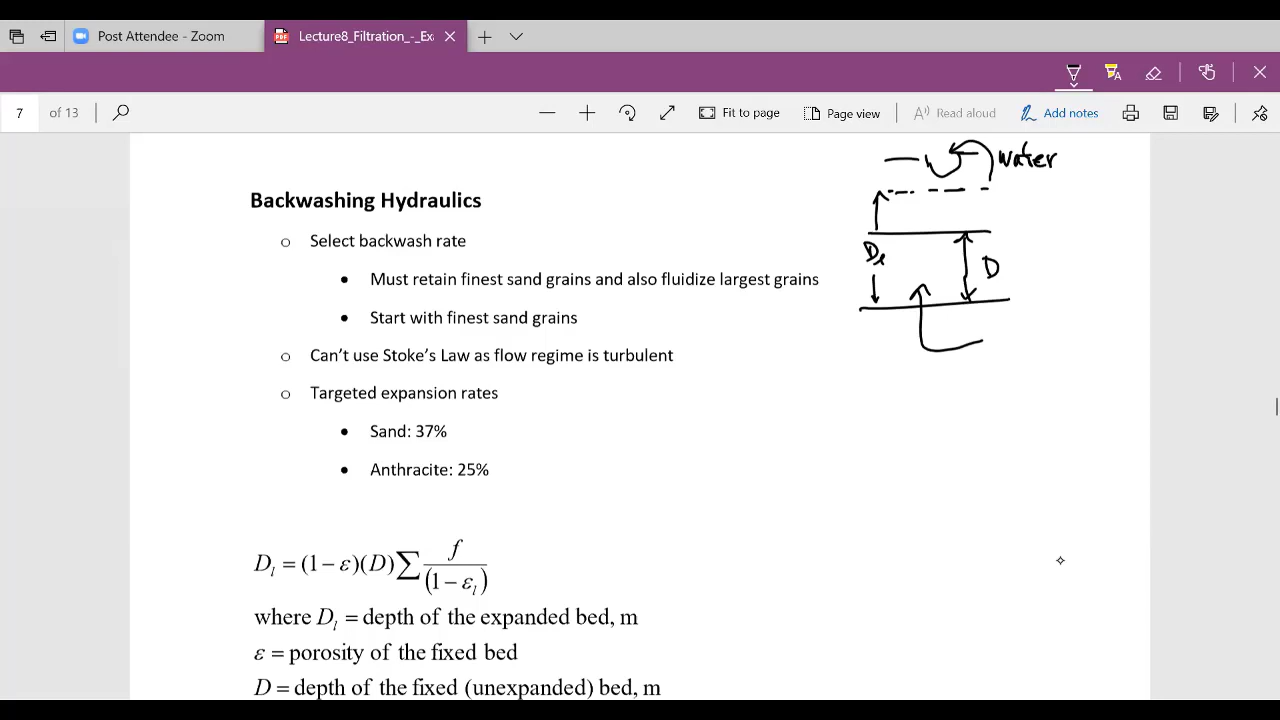 Post Attendee - Zoom
Lecture8_Filtration_-_Ex
7 of 13
Fit to page
Page view
Read aloud
Add notes
water
Backwashing Hydraulics
o Select backwash rate
• Must retain finest sand grains and also fluidize largest grains
• Start with finest sand grains
o Can’t use Stoke’s Law as flow regime is turbulent
o Targeted expansion rates
• Sand: 37%
• Anthracite: 25%
Dl
D
D_l = (1 − ε)(D)∑ f / (1 − ε_l)
where D_l = depth of the expanded bed, m
ε = porosity of the fixed bed
D = depth of the fixed (unexpanded) bed, m